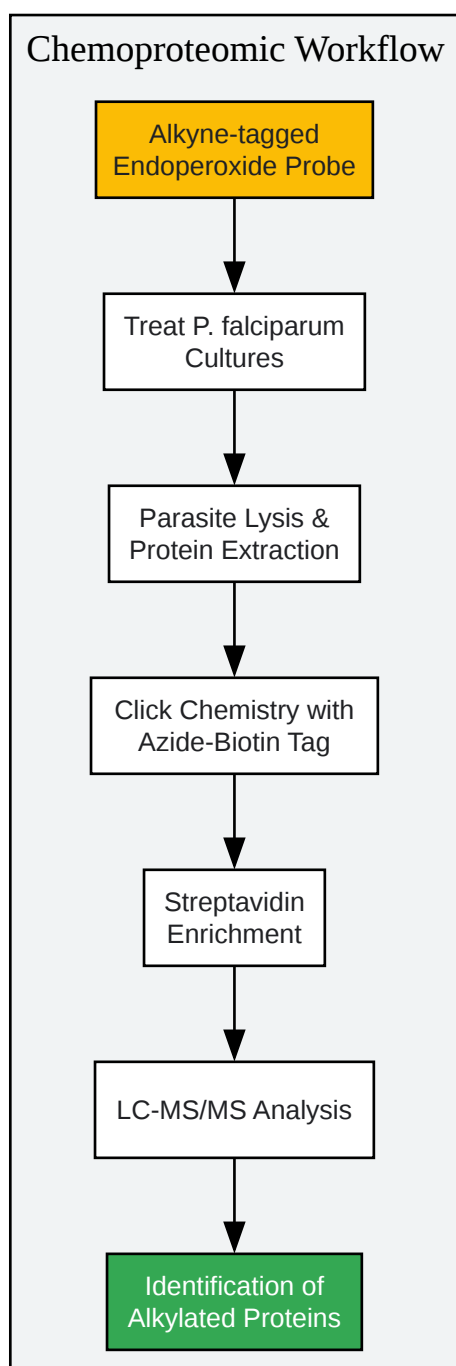 Chemoproteomic Workflow
Alkyne-tagged
Endoperoxide Probe
Treat P. falciparum
Cultures
Parasite Lysis &
Protein Extraction
Click Chemistry with
Azide-Biotin Tag
Streptavidin
Enrichment
LC-MS/MS Analysis
Identification of
Alkylated Proteins